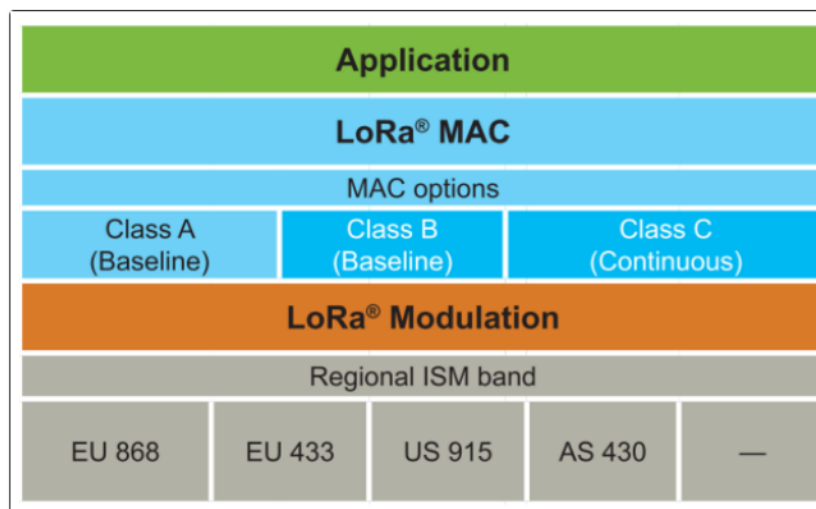 Application
LoRa® MAC
MAC options
Class A
(Baseline)
Class B
(Baseline)
Class C
(Continuous)
LoRa® Modulation
Regional ISM band
EU 868
EU 433
US 915
AS 430
—